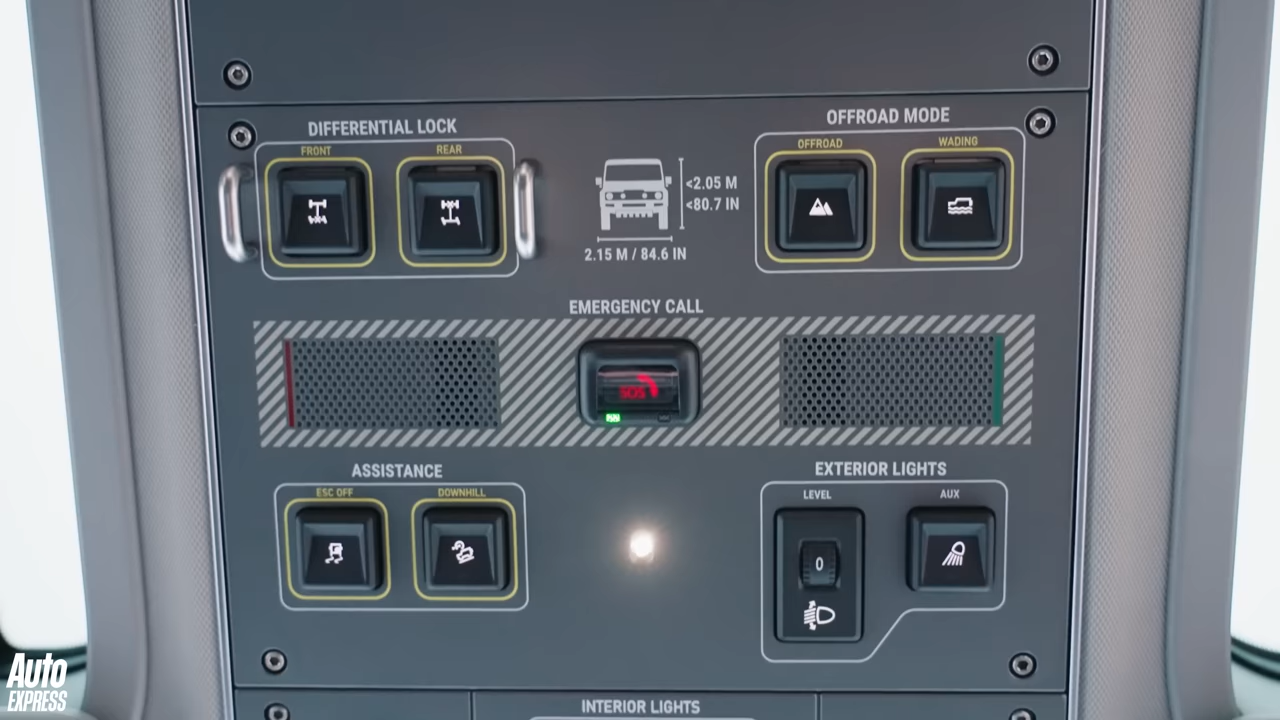 DIFFERENTIAL LOCK
FRONT
REAR
<2.05 M
<80.7 IN
2.15 M / 84.6 IN
OFFROAD MODE
OFFROAD
WADING
EMERGENCY CALL
SOS
ASSISTANCE
ESC OFF
DOWNHILL
EXTERIOR LIGHTS
LEVEL
AUX
0
INTERIOR LIGHTS
Auto
EXPRESS